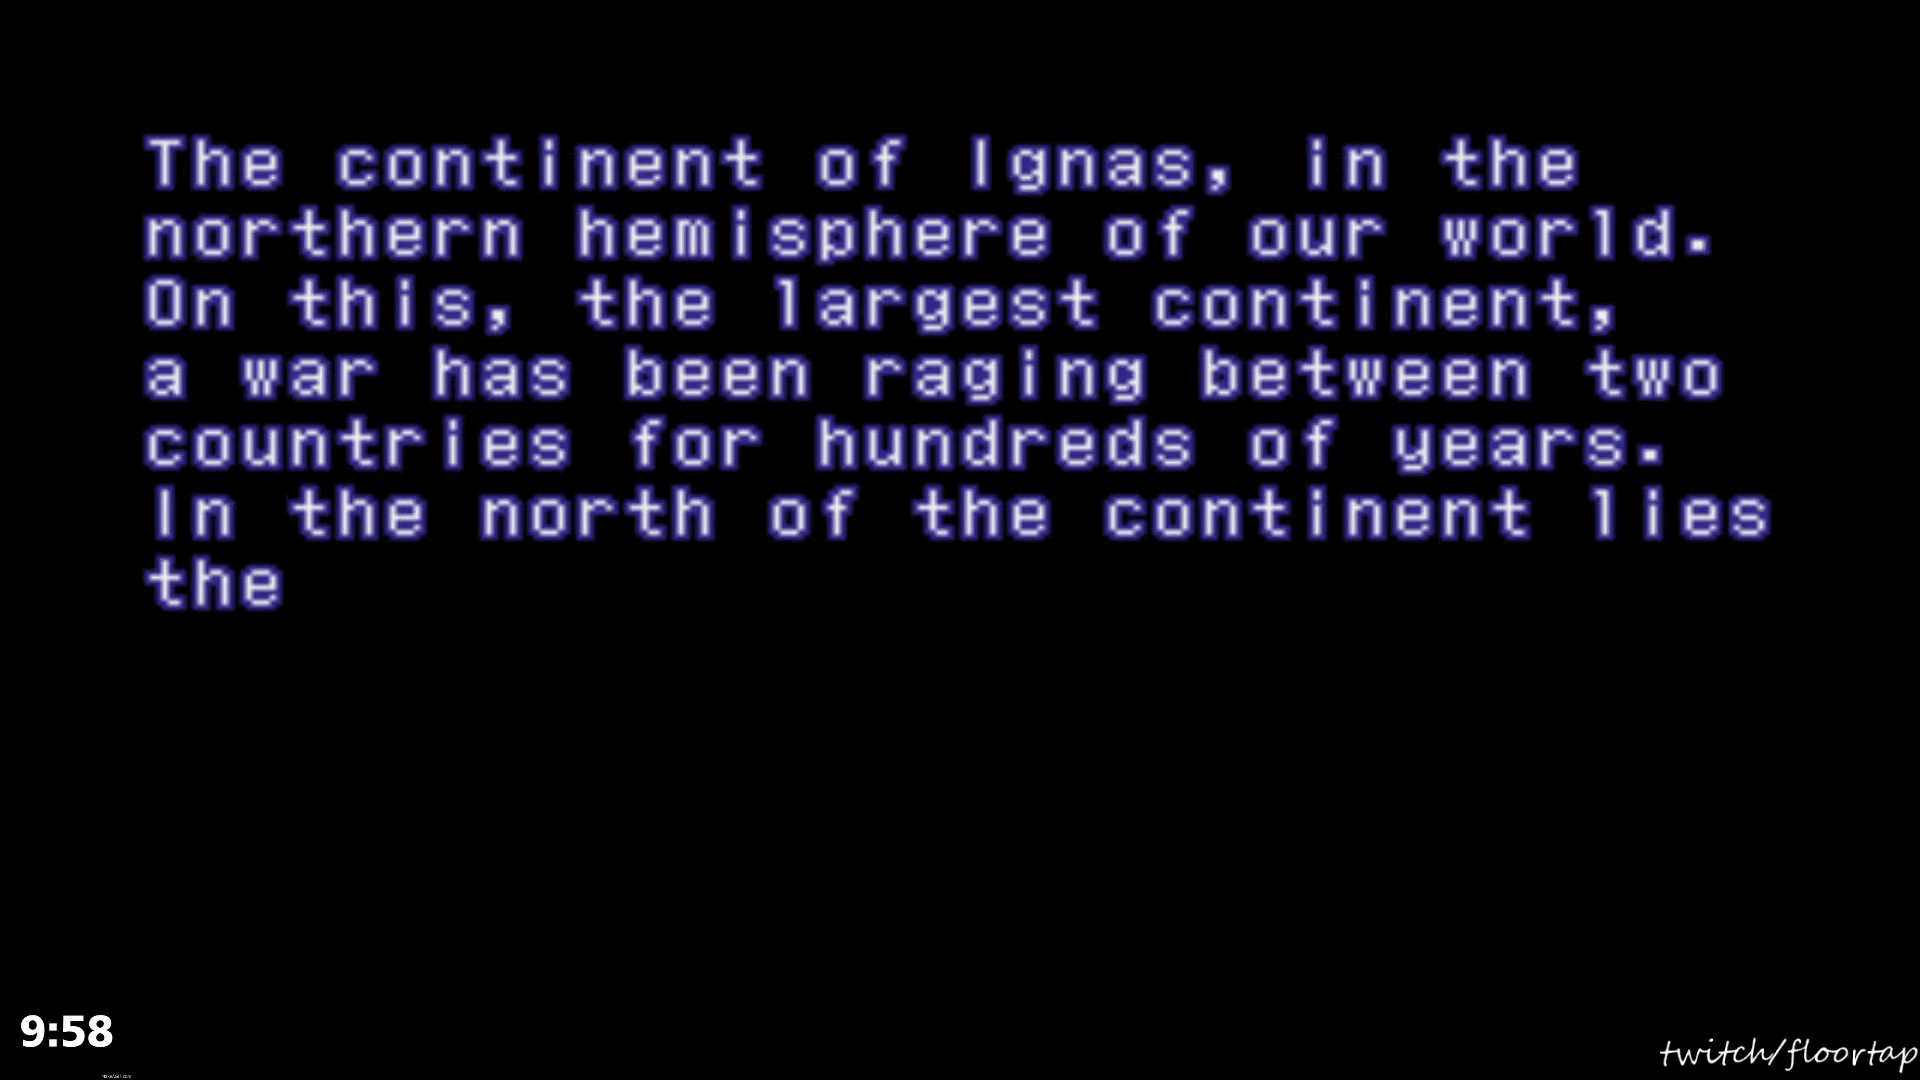 The continent of Ignas, in the
northern hemisphere of our world.
On this, the largest continent,
a war has been raging between two
countries for hundreds of years.
In the north of the continent lies
the
9:58
twitch/floortap